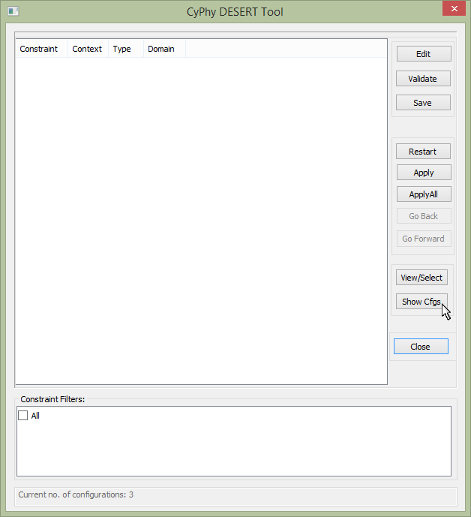 CyPhy DESERT Tool
Constraint Context Type Domain
Edit
Validate
Save
Restart
Apply
ApplyAll
Go Back
Go Forward
View/Select
Show Cfgs
Close
Constraint Filters:
All
Current no. of configurations: 3